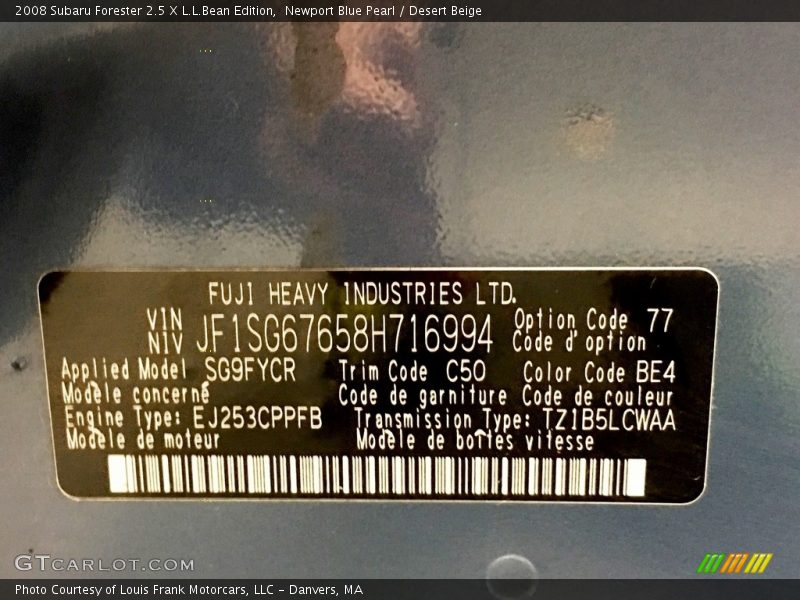 2008 Subaru Forester 2.5 X L.L.Bean Edition,  Newport Blue Pearl / Desert Beige
FUJI HEAVY INDUSTRIES LTD.
VIN
NIV JF1SG67658H716994 Option Code 77
Code d'option
Applied Model SG9FYCR Trim Code C50 Color Code BE4
Modèle concerné Code de garniture Code de couleur
Engine Type: EJ253CPPFB Transmission Type: TZ1B5LCWAA
Modèle de moteur Modèle de boîtes vitesse
GTCARLOT.COM
Photo Courtesy of Louis Frank Motorcars, LLC – Danvers, MA